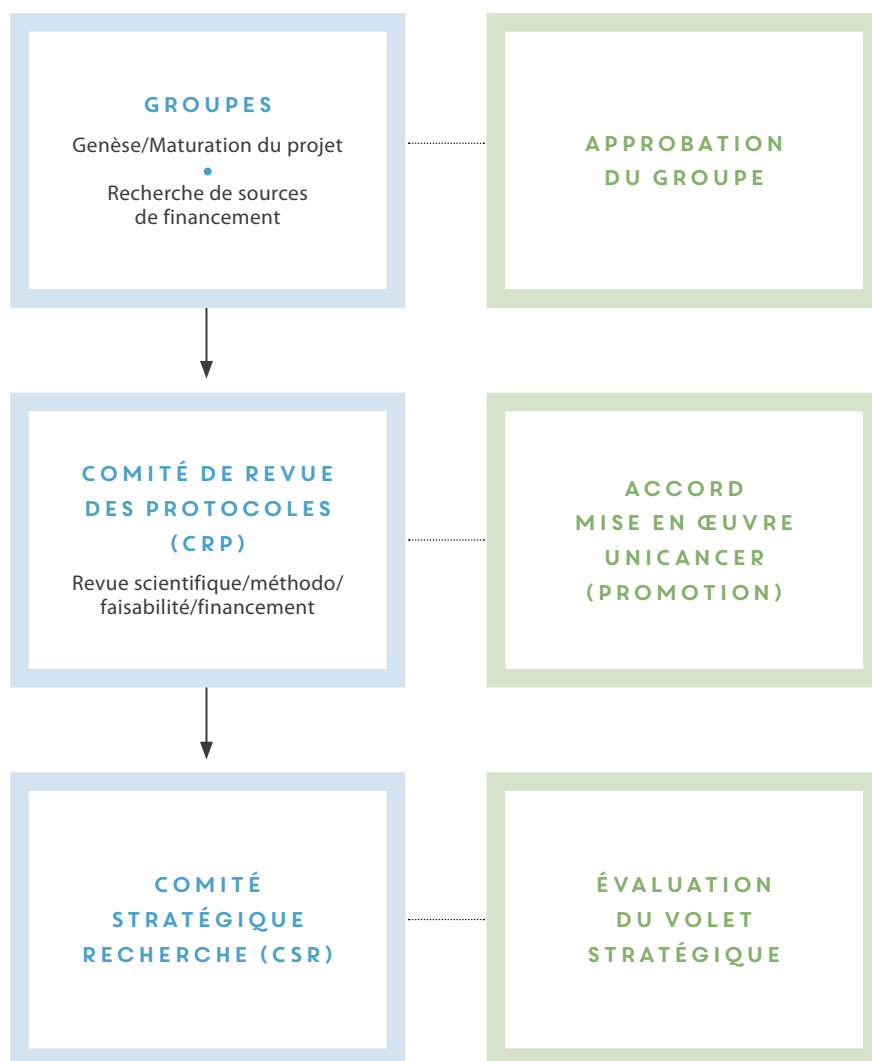 GROUPES
Genèse/Maturation du projet
•
Recherche de sources
de financement
APPROBATION
DU GROUPE
COMITÉ DE REVUE
DES PROTOCOLES
(CRP)
Revue scientifique/méthodo/
faisabilité/financement
ACCORD
MISE EN ŒUVRE
UNICANCER
(PROMOTION)
COMITÉ
STRATÉGIQUE
RECHERCHE (CSR)
ÉVALUATION
DU VOLET
STRATÉGIQUE